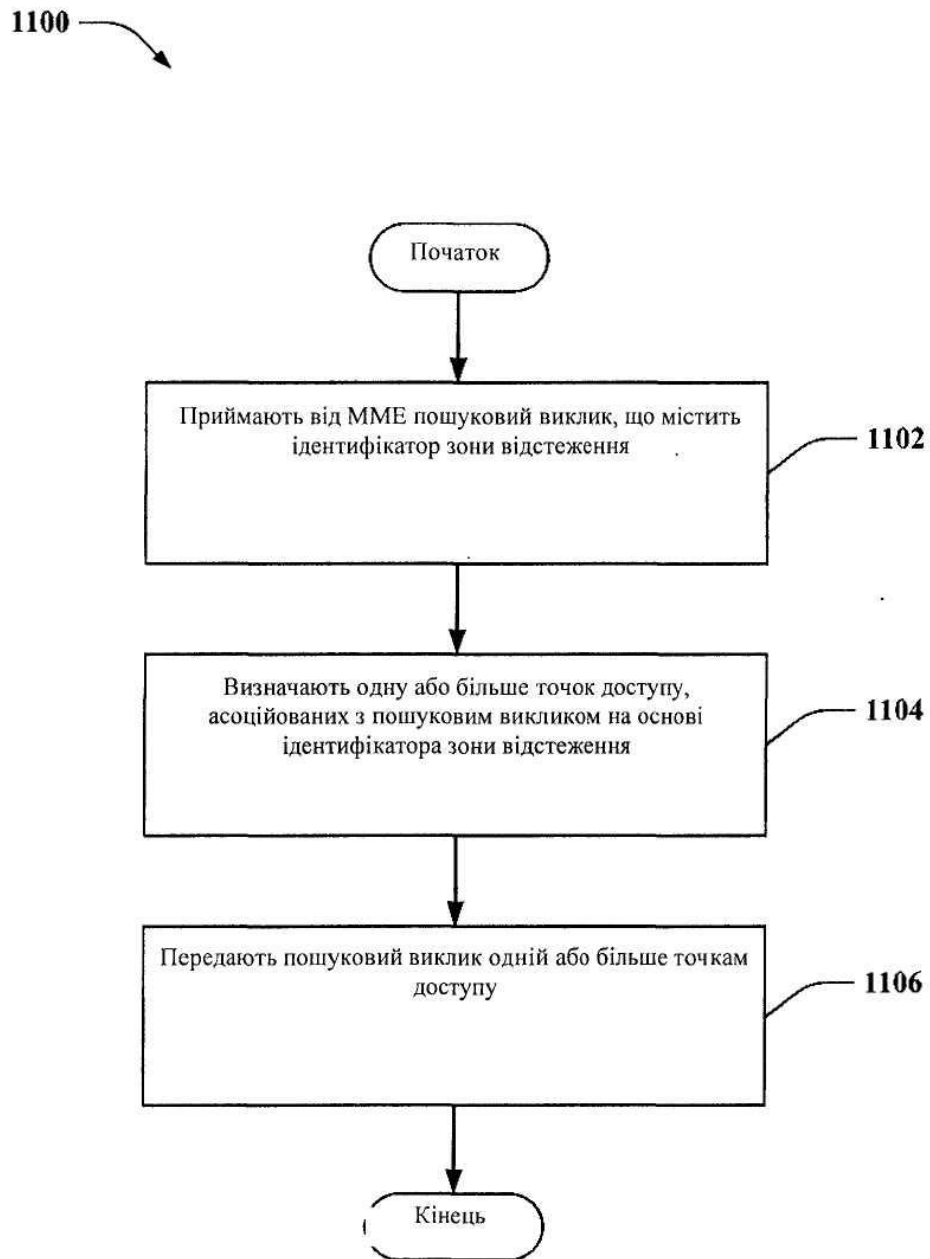 1100
Початок
Приймають від MME пошуковий виклик, що містить
ідентифікатор зони відстеження
1102
Визначають одну або більше точок доступу,
асоційованих з пошуковим викликом на основі
ідентифікатора зони відстеження
1104
Передають пошуковий виклик одній або більше точкам
доступу
1106
Кінець